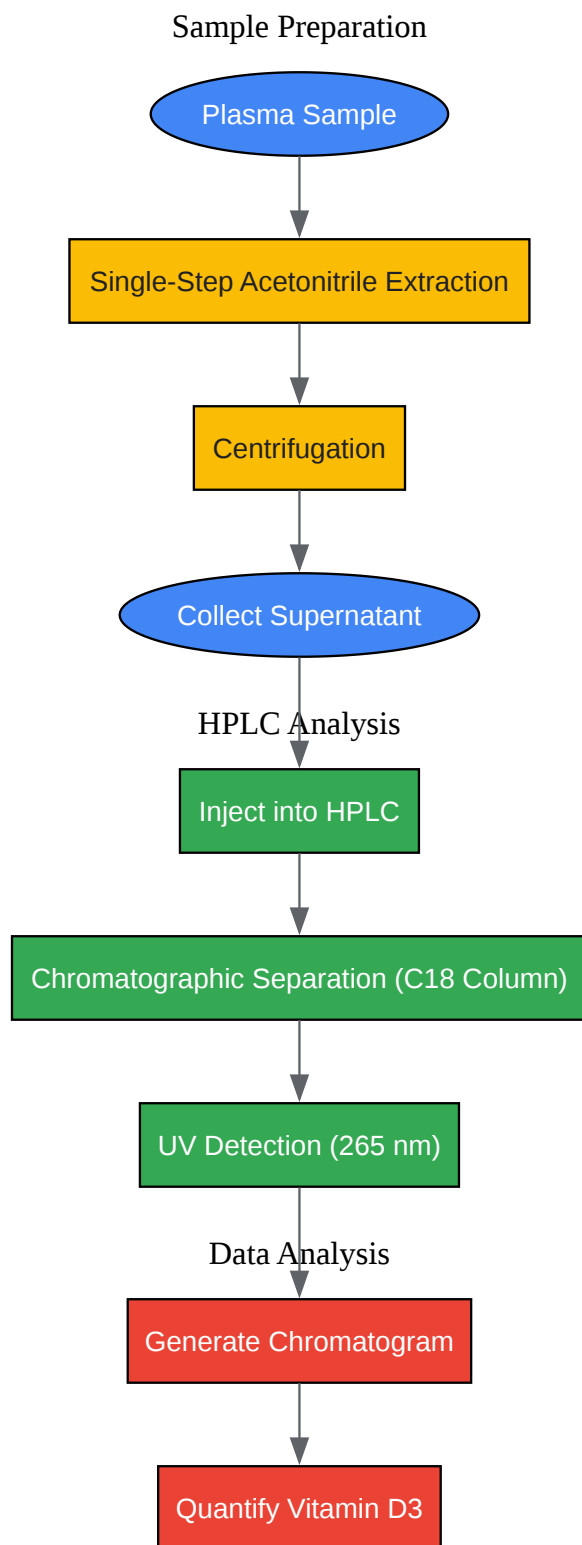 Sample Preparation
Plasma Sample
Single-Step Acetonitrile Extraction
Centrifugation
Collect Supernatant
HPLC Analysis
Inject into HPLC
Chromatographic Separation (C18 Column)
UV Detection (265 nm)
Data Analysis
Generate Chromatogram
Quantify Vitamin D3